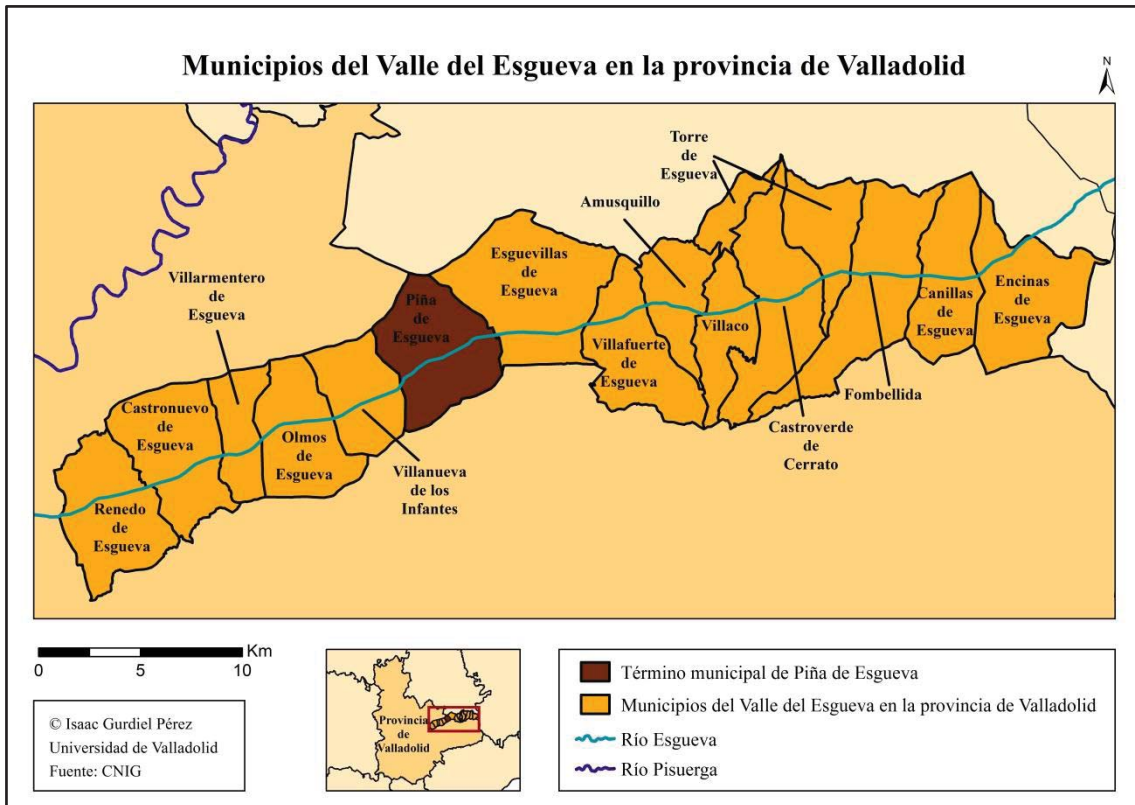 Municipios del Valle del Esgueva en la provincia de Valladolid
N
Torre
de
Esgueva
Amusquillo
Esguevillas
de
Esgueva
Villarmentero
de
Esgueva
Piña
de
Esgueva
Encinas
de
Esgueva
Canillas
de
Esgueva
Villaco
Villafuerte
de
Esgueva
Fombellida
Castroverde
de
Cerrato
Castronuevo
de
Esgueva
Olmos
de
Esgueva
Villanueva
de los
Infantes
Renedo
de
Esgueva
Km
0 5 10
© Isaac Gurdiel Pérez
Universidad de Valladolid
Fuente: CNIG
Provincia
de
Valladolid
Término municipal de Piña de Esgueva
Municipios del Valle del Esgueva en la provincia de Valladolid
Río Esgueva
Río Pisuerga